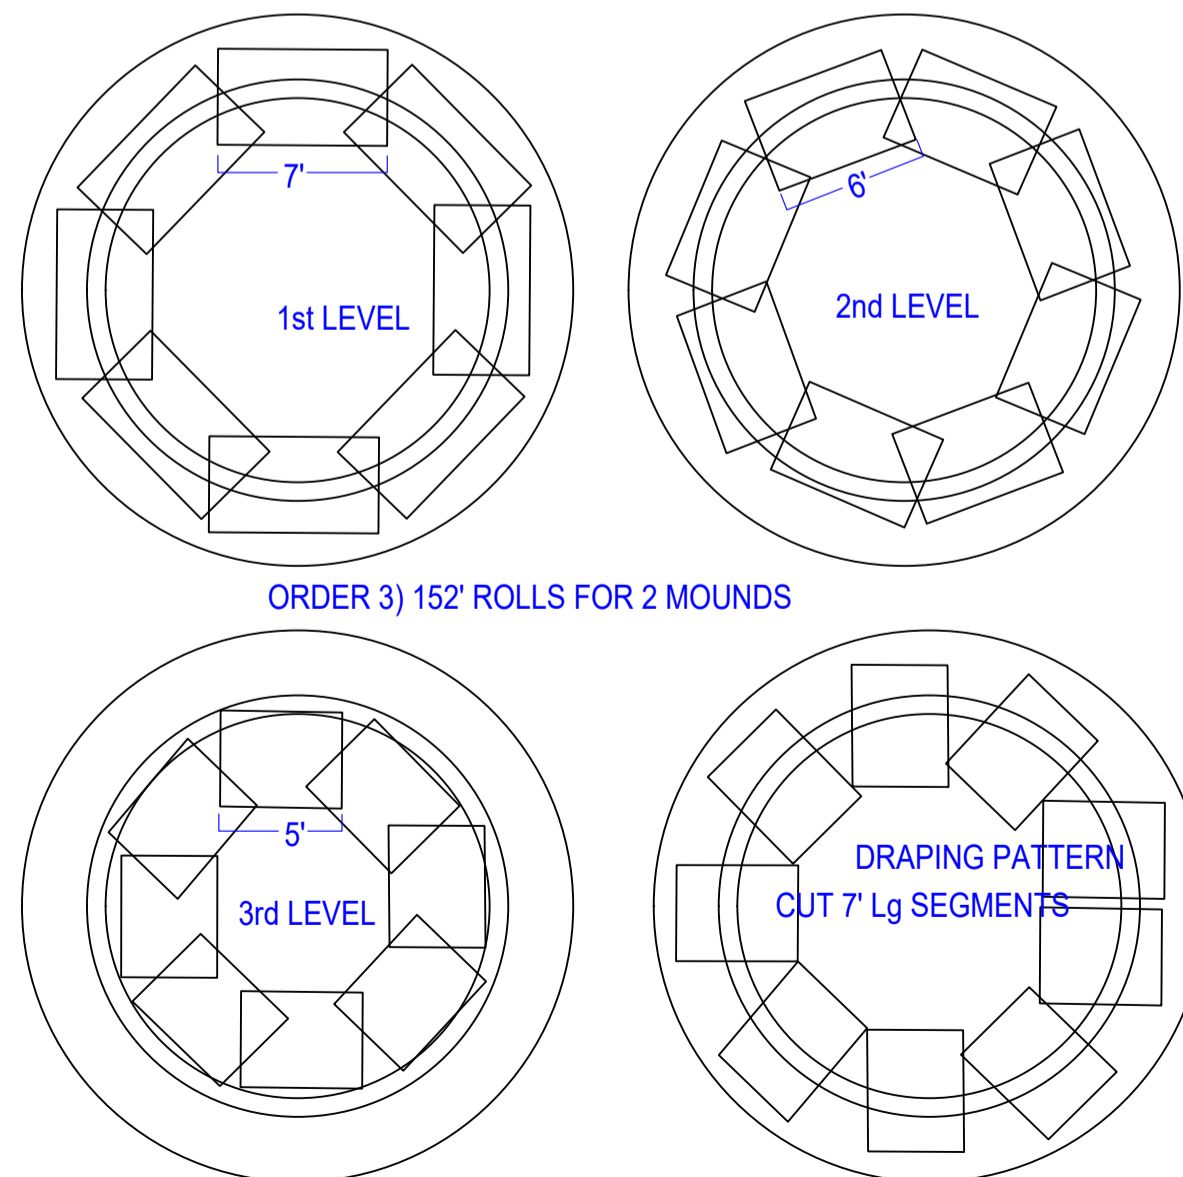 7'
6'
1st LEVEL
2nd LEVEL
ORDER 3) 152' ROLLS FOR 2 MOUNDS
5'
3rd LEVEL
DRAPING PATTERN
CUT 7' Lg SEGMENTS